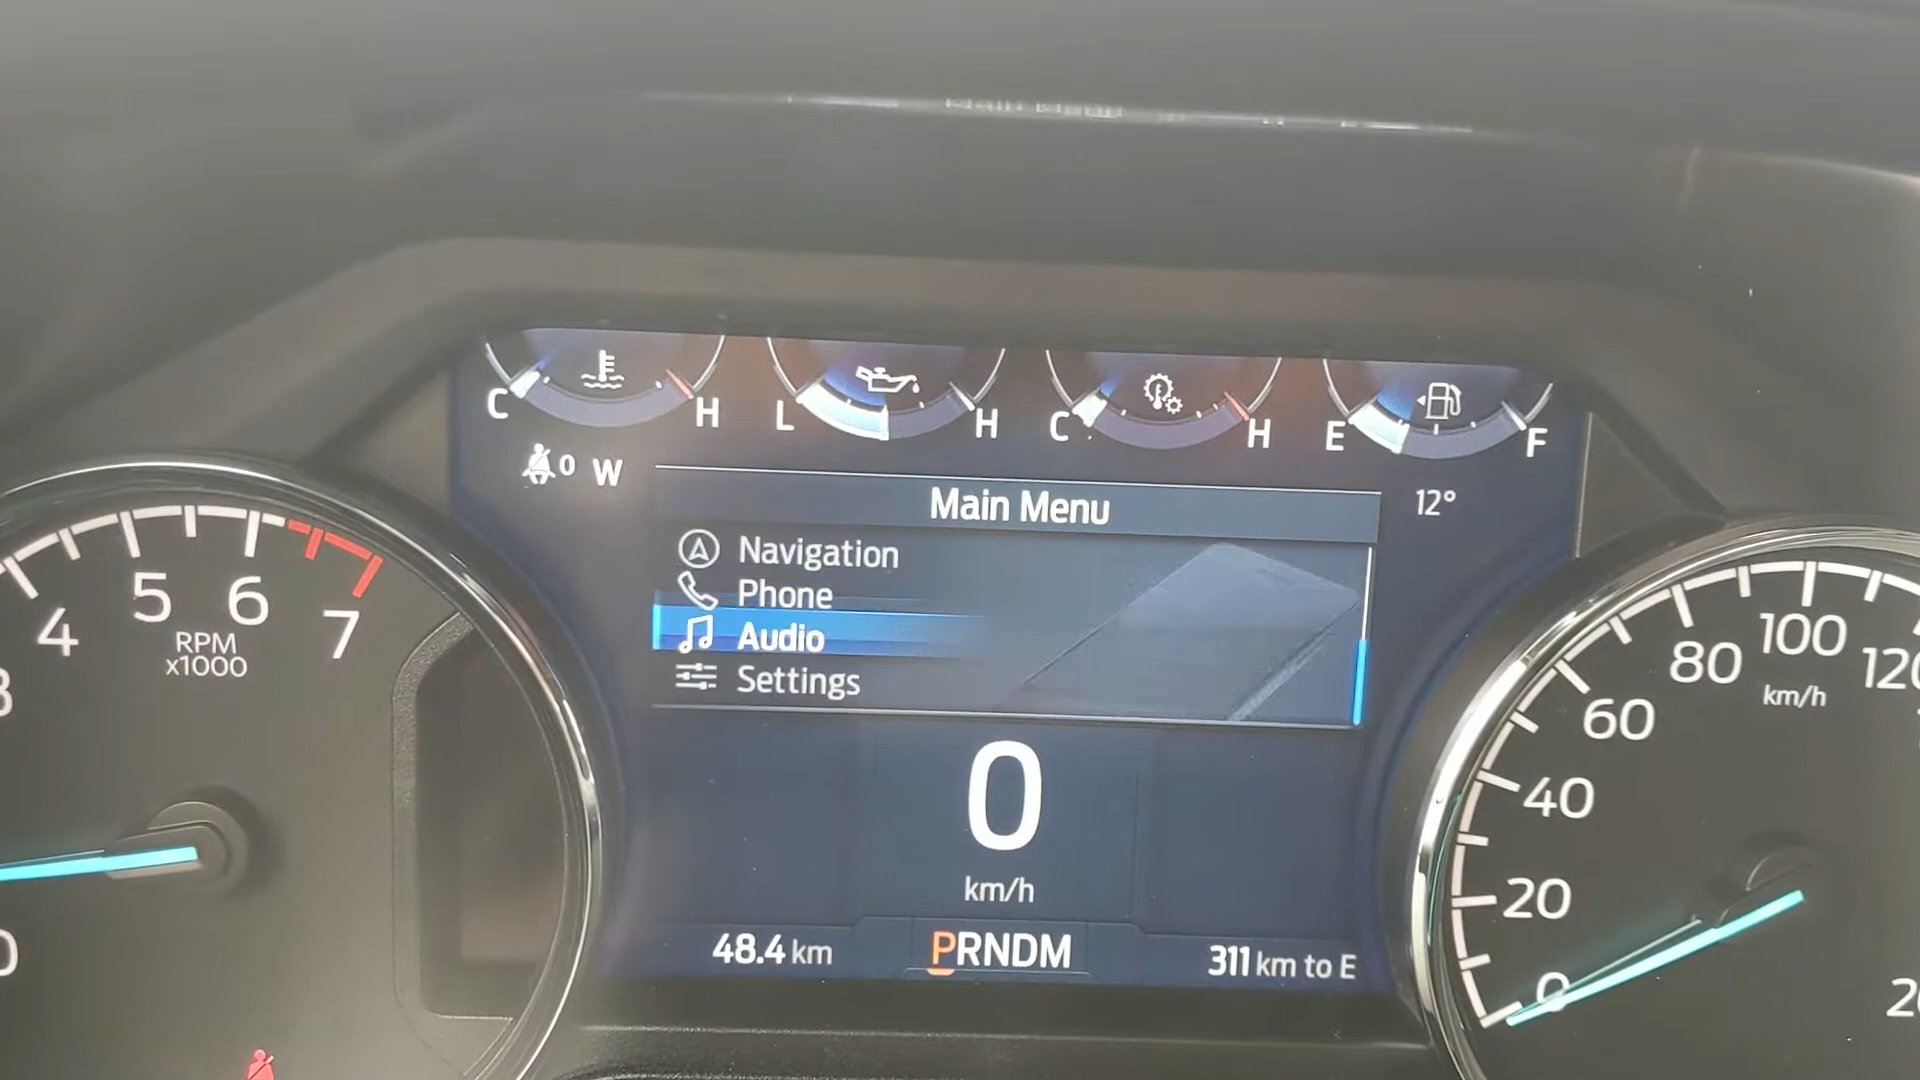 C H L H C H E F
0 W
12°
Main Menu
Navigation
Phone
Audio
Settings
0
km/h
48.4 km
PRNDM
311 km to E
4 5 6 7
RPM
x1000
0
0 20 40 60 80 100
km/h